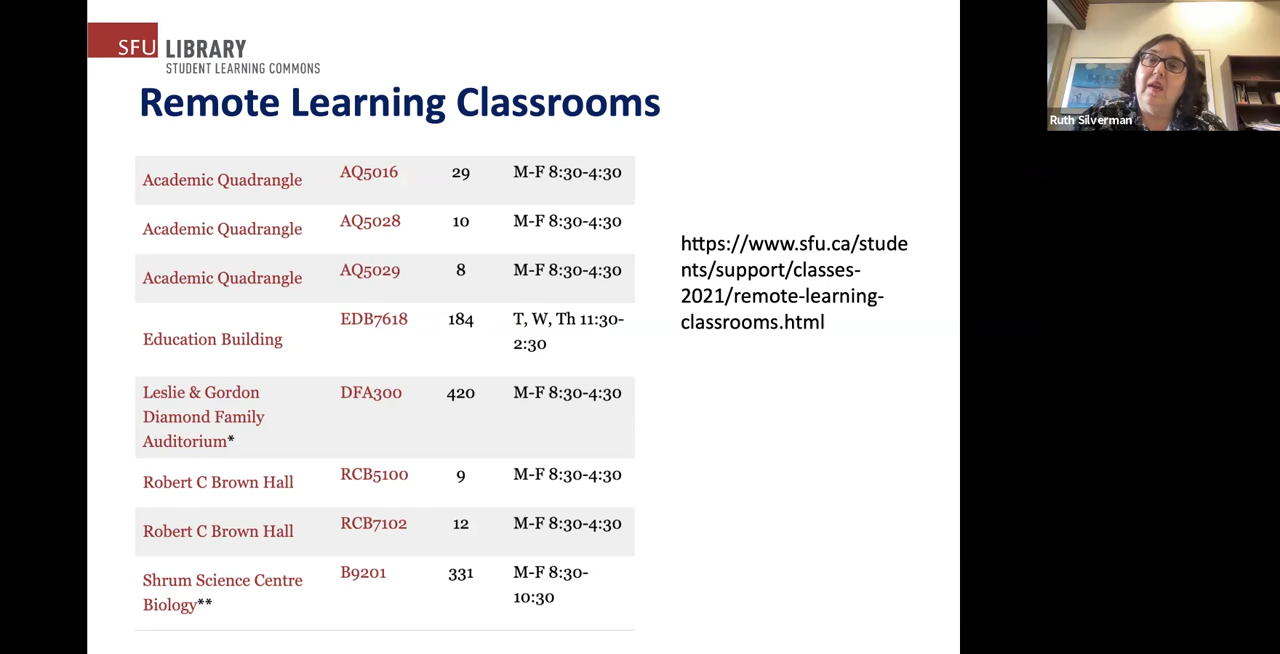 SFU LIBRARY
STUDENT LEARNING COMMONS
Remote Learning Classrooms
Academic Quadrangle AQ5016 29 M-F 8:30-4:30
Academic Quadrangle AQ5028 10 M-F 8:30-4:30
Academic Quadrangle AQ5029 8 M-F 8:30-4:30
Education Building EDB7618 184 T, W, Th 11:30-
2:30
Leslie & Gordon DFA300 420 M-F 8:30-4:30
Diamond Family
Auditorium*
Robert C Brown Hall RCB5100 9 M-F 8:30-4:30
Robert C Brown Hall RCB7102 12 M-F 8:30-4:30
Shrum Science Centre B9201 331 M-F 8:30-
Biology** 10:30
https://www.sfu.ca/stude
nts/support/classes-
2021/remote-learning-
classrooms.html
Ruth Silverman